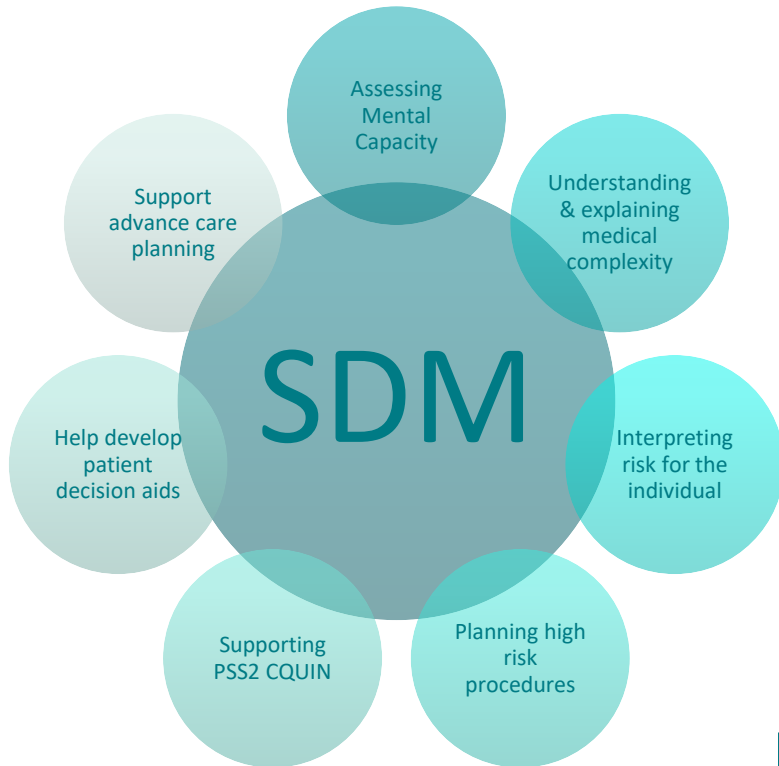 Assessing
Mental
Capacity
Understanding
& explaining
medical
complexity
Interpreting
risk for the
individual
Planning high
risk
procedures
Supporting
PSS2 CQUIN
Help develop
patient
decision aids
Support
advance care
planning
SDM